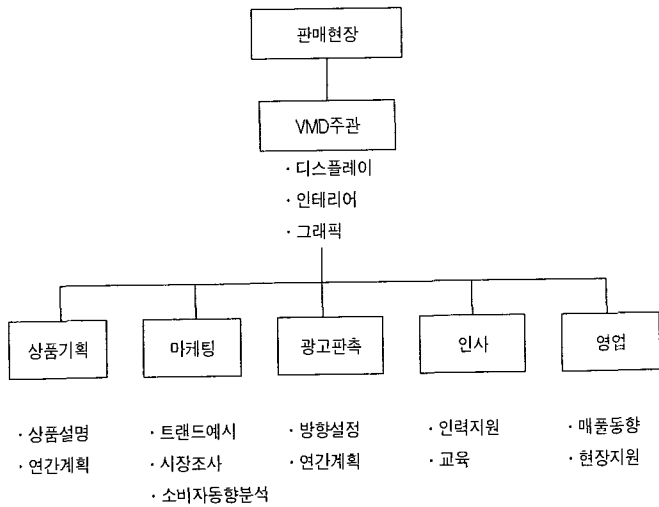 판매현장
VMD주관
· 디스플레이
· 인테리어
· 그래픽
상품기획
마케팅
광고판촉
인사
영업
· 상품설명
· 연간계획
· 트랜드예시
· 시장조사
· 소비자동향분석
· 방향설정
· 연간계획
· 인력지원
· 교육
· 매풀동향
· 현장지원